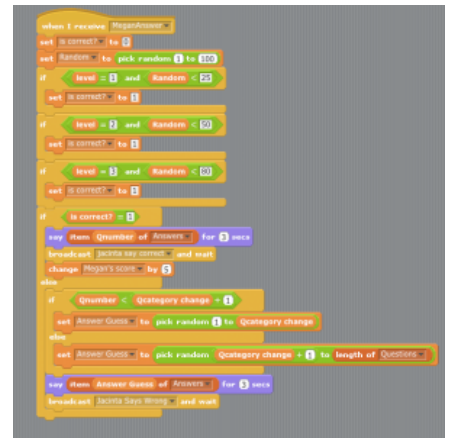 when I receive MeganAnswer
set is correct? to 0
set Random to pick random 1 to 100
if level = 1 and Random < 25
set is correct? to 1
if level = 2 and Random < 50
set is correct? to 1
if level = 3 and Random < 80
set is correct? to 1
if is correct? = 1
say item Qnumber of Answers for 3 secs
broadcast Jacinta say correct and wait
change Megan's score by 5
else
if Qnumber < Qcategory change + 1
set Answer Guess to pick random 1 to Qcategory change
else
set Answer Guess to pick random Qcategory change + 1 to length of Questions
say item Answer Guess of Answers for 3 secs
broadcast Jacinta Says Wrong and wait